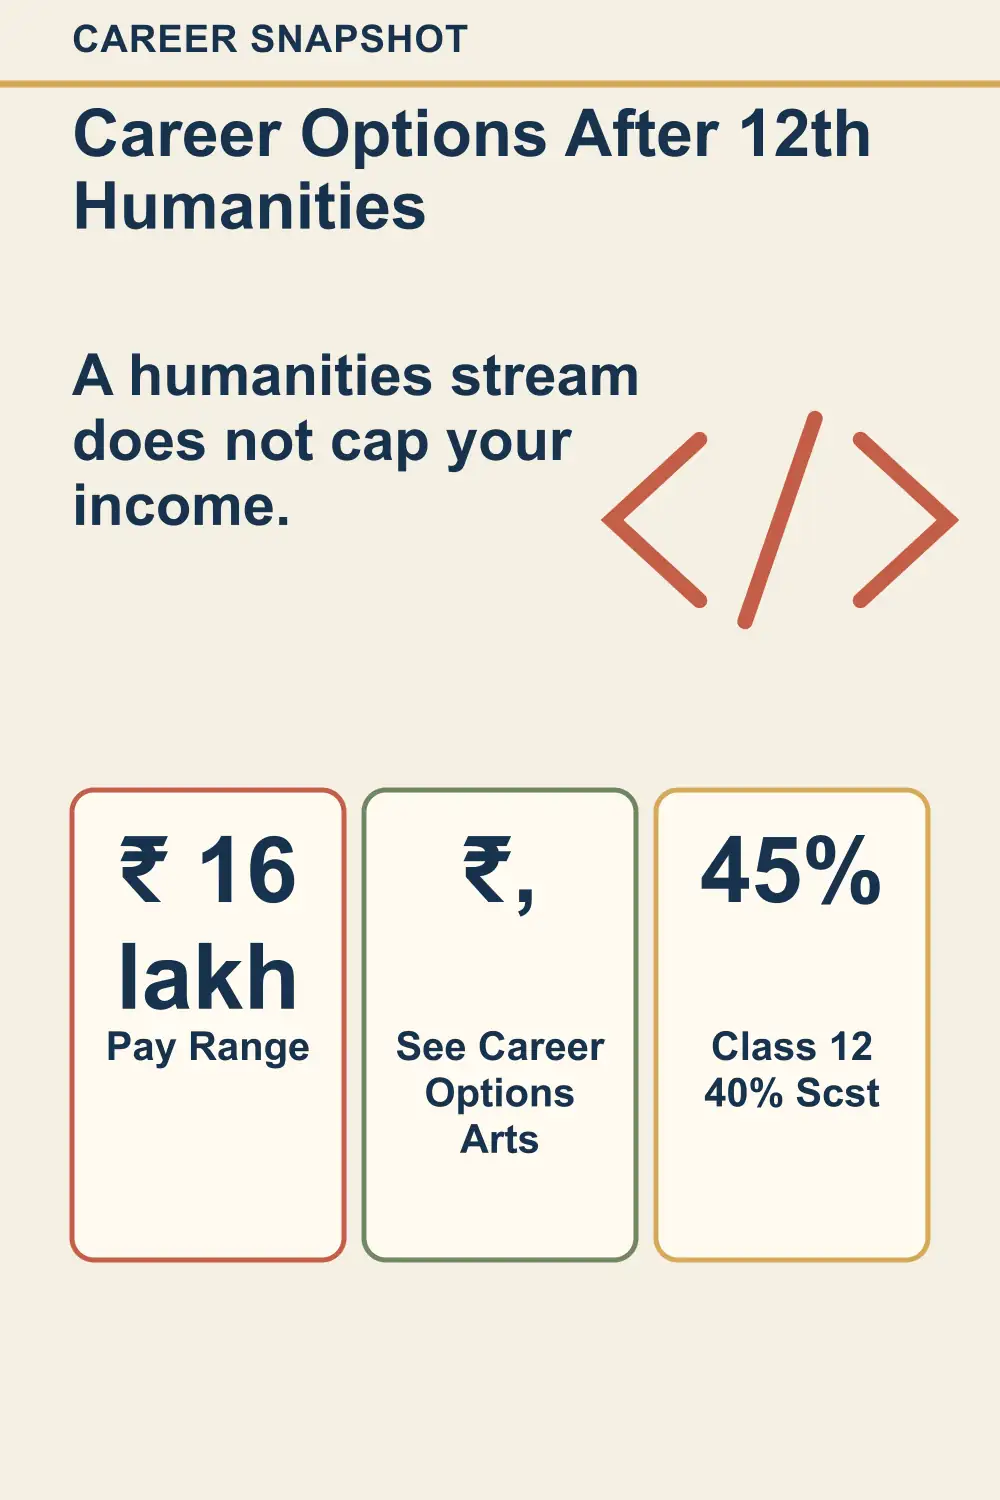 CAREER SNAPSHOT
Career Options After 12th
Humanities
A humanities stream
does not cap your
income.
₹ 16
lakh
Pay Range
₹,
See Career
Options
Arts
45%
Class 12
40% Scst